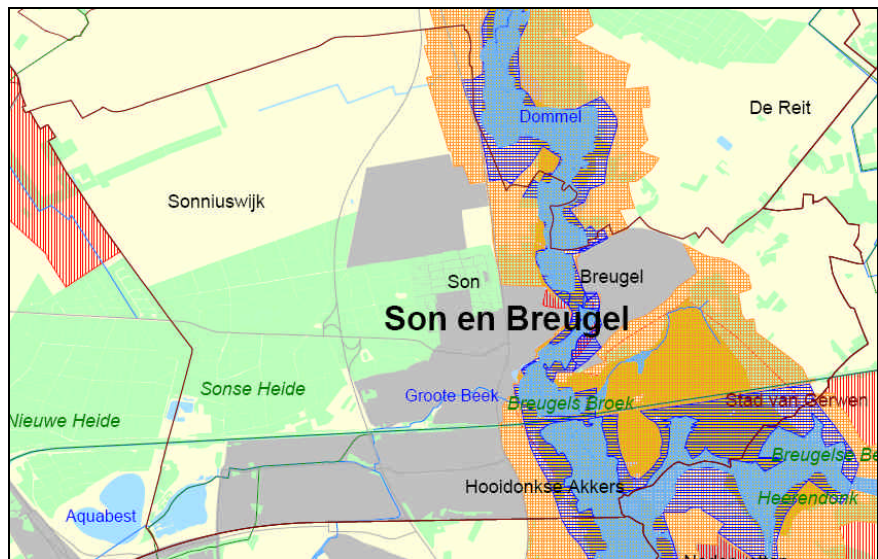 Dommel
De Reit
Sonniuswijk
Son
Breugel
Son en Breugel
Sonse Heide
Groote Beek
Breugels Broek
Stad van Gerwen
Nieuwe Heide
Breugelse Be
Hooidonkse Akkers
Heerendonk
Aquabest